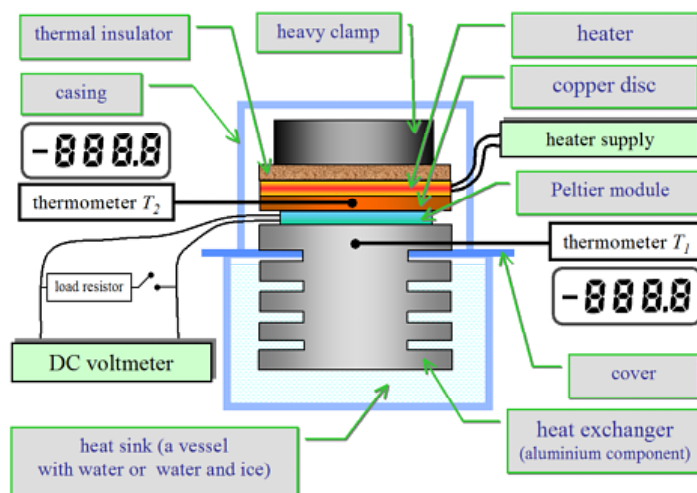 thermal insulator
heavy clamp
heater
casing
copper disc
-888.8
heater supply
thermometer T2
Peltier module
thermometer T1
load resistor
-888.8
DC voltmeter
cover
heat sink (a vessel
with water or water and ice)
heat exchanger
(aluminium component)